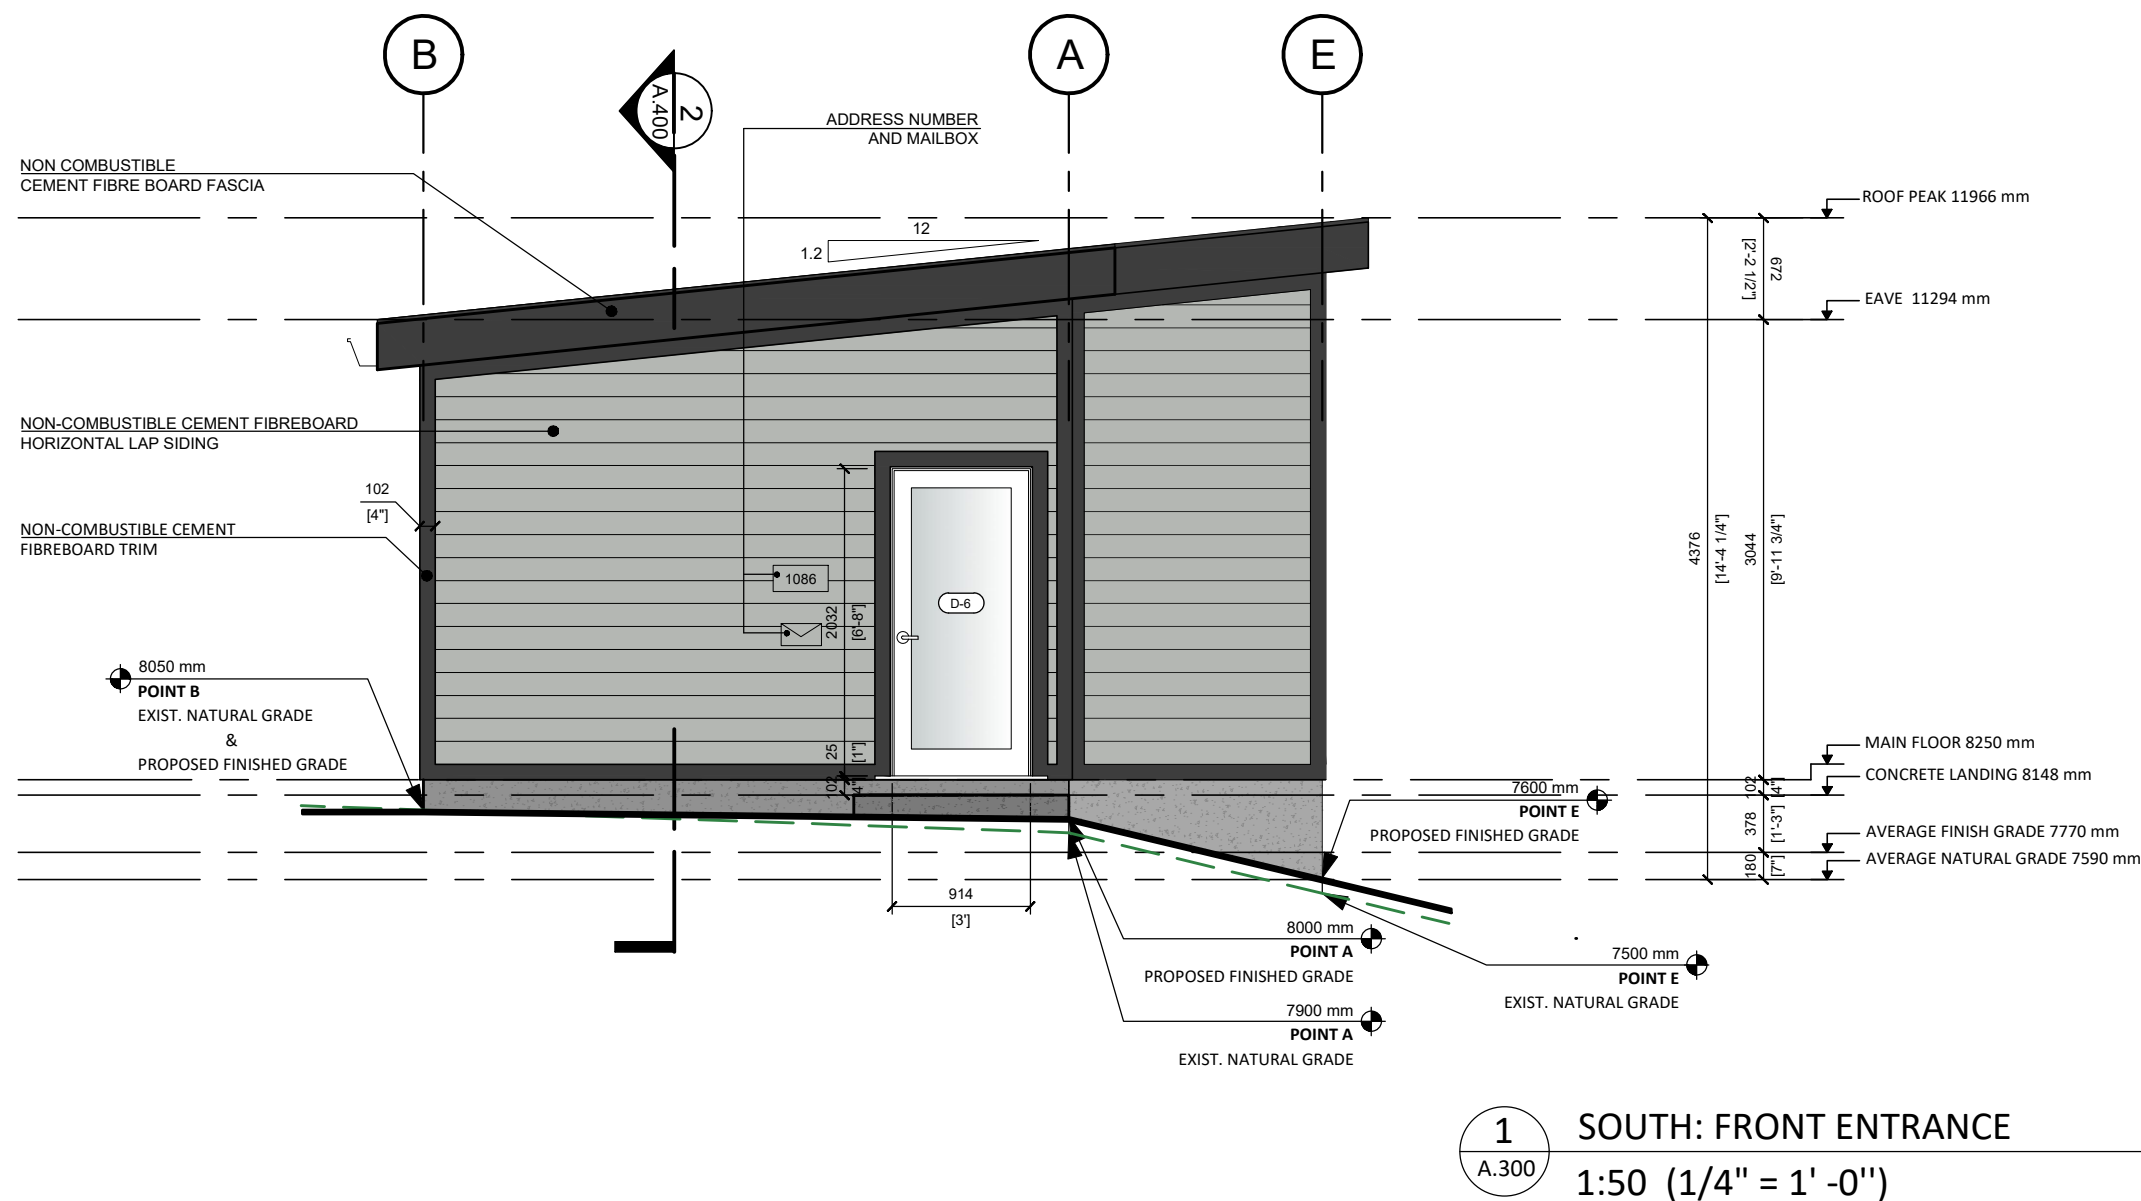 B
A
E
2
A.400
ADDRESS NUMBER
AND MAILBOX
NON COMBUSTIBLE
CEMENT FIBRE BOARD FASCIA
ROOF PEAK 11966 mm
12
1.2
672
[2'-2 1/2"]
EAVE 11294 mm
NON-COMBUSTIBLE CEMENT FIBREBOARD
HORIZONTAL LAP SIDING
102
[4"]
NON-COMBUSTIBLE CEMENT
FIBREBOARD TRIM
4376
[14'-4 1/4"]
3044
[9'-11 3/4"]
1086
D-6
2032
[6'-8"]
8050 mm
POINT B
EXIST. NATURAL GRADE
&
PROPOSED FINISHED GRADE
25
[1"]
102
[4"]
MAIN FLOOR 8250 mm
CONCRETE LANDING 8148 mm
102
[4"]
7600 mm
POINT E
PROPOSED FINISHED GRADE
378
[1'-3"]
AVERAGE FINISH GRADE 7770 mm
180
[7"]
AVERAGE NATURAL GRADE 7590 mm
914
[3']
8000 mm
POINT A
PROPOSED FINISHED GRADE
7500 mm
POINT E
EXIST. NATURAL GRADE
7900 mm
POINT A
EXIST. NATURAL GRADE
1
A.300
SOUTH: FRONT ENTRANCE
1:50 (1/4" = 1' -0'')